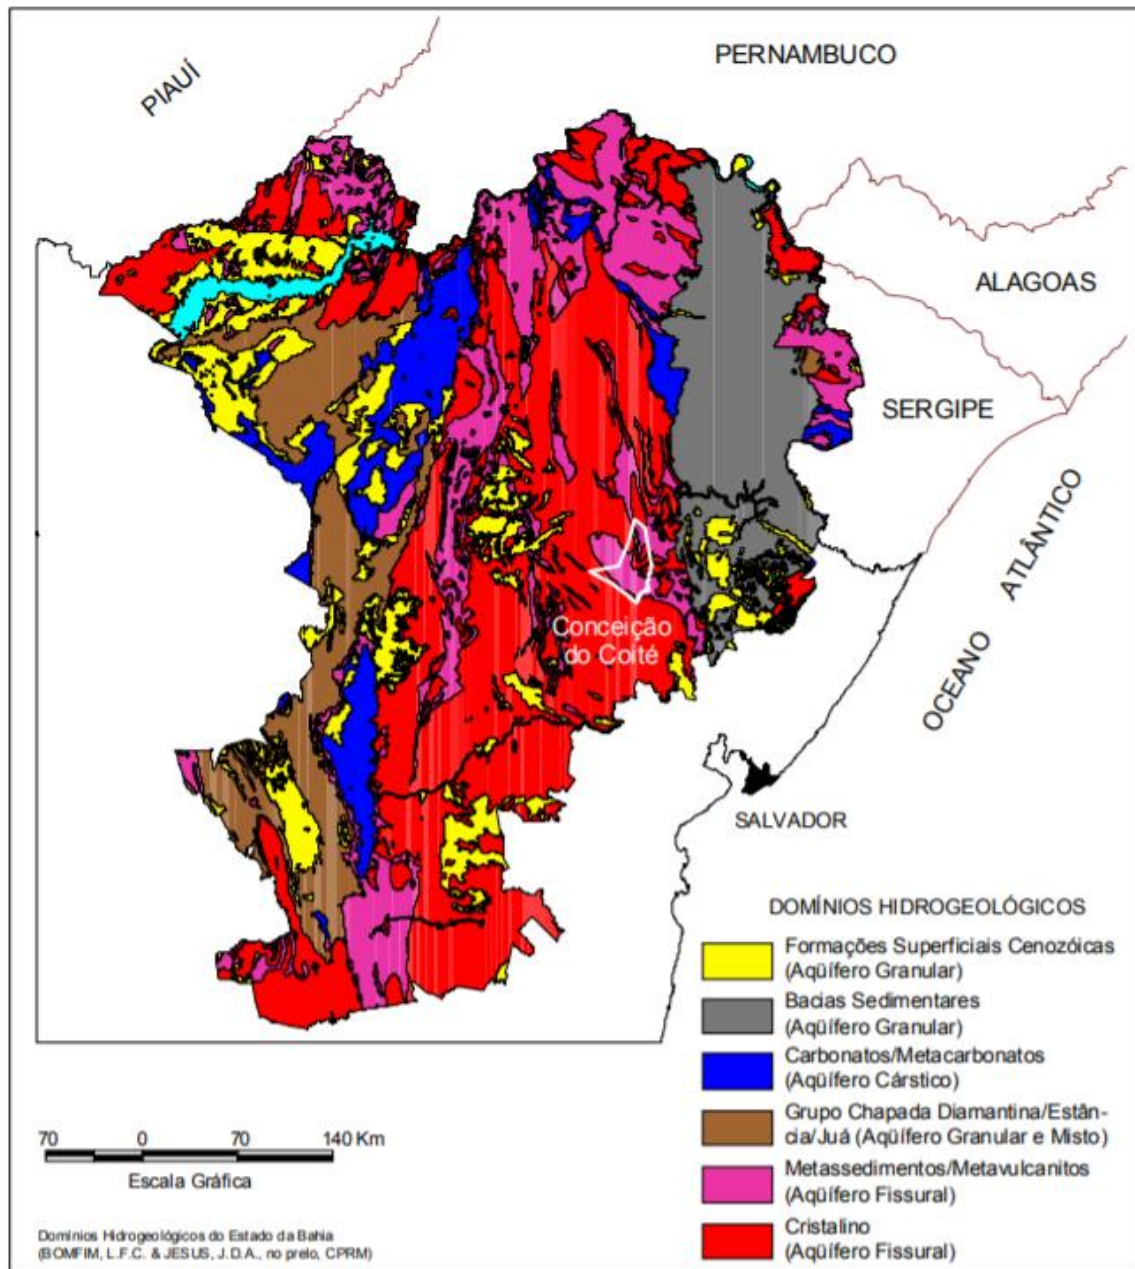 PIAUÍ
PERNAMBUCO
ALAGOAS
SERGIPE
OCEANO ATLÂNTICO
Conceição
do Coité
SALVADOR
DOMÍNIOS HIDROGEOLÓGICOS
Formações Superficiais Cenozóicas
(Aqüífero Granular)
Bacias Sedimentares
(Aqüífero Granular)
Carbonatos/Metacarbonatos
(Aqüífero Cárstico)
Grupo Chapada Diamantina/Estân-
cia/Juá (Aqüífero Granular e Misto)
Metassedimentos/Metavulcanitos
(Aqüífero Fissural)
Cristalino
(Aqüífero Fissural)
70 0 70 140 Km
Escala Gráfica
Domínios Hidrogeológicos do Estado da Bahia
(BOMFIM, L.F.C. & JESUS, J.D.A., no prelo, CPRM)